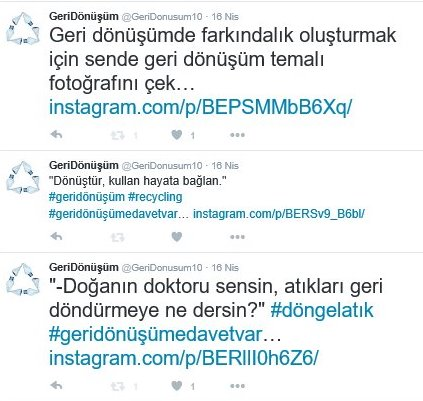 GeriDönüşüm @GeriDonusum10 · 16 Nis
Geri dönüşümde farkındalık oluşturmak
için sende geri dönüşüm temalı
fotoğrafını çek…
instagram.com/p/BEPSMMbB6Xq/
1 1
GeriDönüşüm @GeriDonusum10 · 16 Nis
"Dönüştür, kullan hayata bağlan."
#geridönüşüm #recycling
#geridönüşümedavetvar… instagram.com/p/BERSv9_B6bl/
GeriDönüşüm @GeriDonusum10 · 16 Nis
"-Doğanın doktoru sensin, atıkları geri
döndürmeye ne dersin?" #döngelatık
#geridönüşümedavetvar…
instagram.com/p/BERlII0h6Z6/
1 1